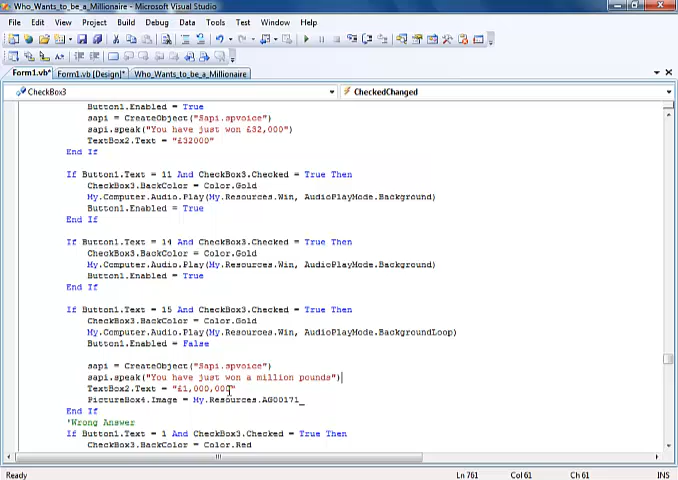 Who_Wants_to_be_a_Millionaire - Microsoft Visual Studio
File Edit View Project Build Debug Data Tools Test Window Help
Form1.vb* Form1.vb [Design]* Who_Wants_to_be_a_Millionaire
CheckBox3 CheckedChanged
Button1.Enabled = True
sapi = CreateObject("Sapi.spvoice")
sapi.speak("You have just won £32,000")
TextBox2.Text = "£32000"
End If
If Button1.Text = 11 And CheckBox3.Checked = True Then
CheckBox3.BackColor = Color.Gold
My.Computer.Audio.Play(My.Resources.Win, AudioPlayMode.Background)
Button1.Enabled = True
End If
If Button1.Text = 14 And CheckBox3.Checked = True Then
CheckBox3.BackColor = Color.Gold
My.Computer.Audio.Play(My.Resources.Win, AudioPlayMode.Background)
Button1.Enabled = True
End If
If Button1.Text = 15 And CheckBox3.Checked = True Then
CheckBox3.BackColor = Color.Gold
My.Computer.Audio.Play(My.Resources.Win, AudioPlayMode.BackgroundLoop)
Button1.Enabled = False
sapi = CreateObject("Sapi.spvoice")
sapi.speak("You have just won a million pounds")
TextBox2.Text = "£1,000,000"
PictureBox4.Image = My.Resources.AG00171_
End If
'Wrong Answer
If Button1.Text = 1 And CheckBox3.Checked = True Then
CheckBox3.BackColor = Color.Red
Ready Ln 761 Col 61 Ch 61 INS